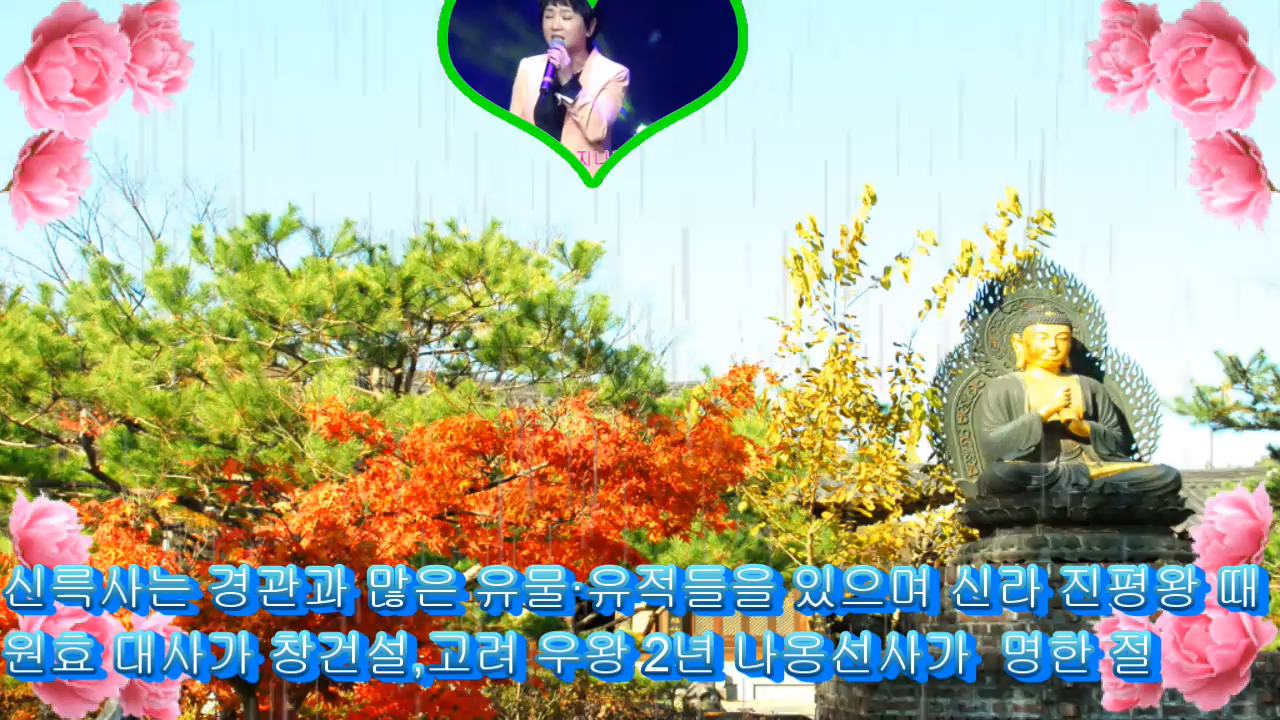 지나
신륵사는 경관과 많은 유물·유적들을 있으며 신라 진평왕 때
원효 대사가 창건설,고려 우왕 2년 나옹선사가 명한 절